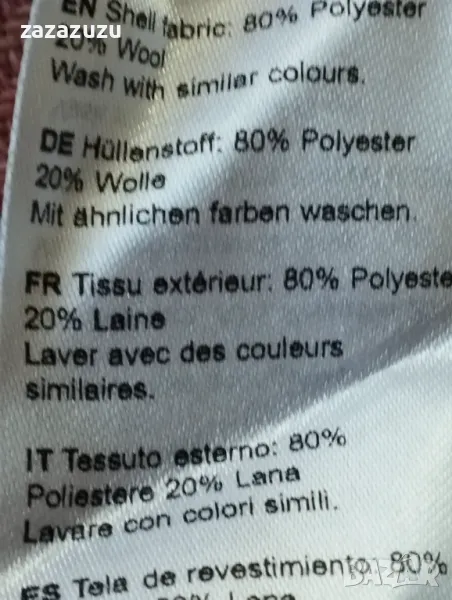 zazazuzu
EN Shell fabric: 80% Polyester
20% Wool
Wash with similar colours.
DE Hüllenstoff: 80% Polyester
20% Wolle
Mit ähnlichen farben waschen.
FR Tissu extérieur: 80% Polyeste
20% Laine
Laver avec des couleurs
similaires.
IT Tessuto esterno: 80%
Poliestere 20% Lana
Lavare con colori simili.
ES Tela de revestimiento: 80%
20% Lana